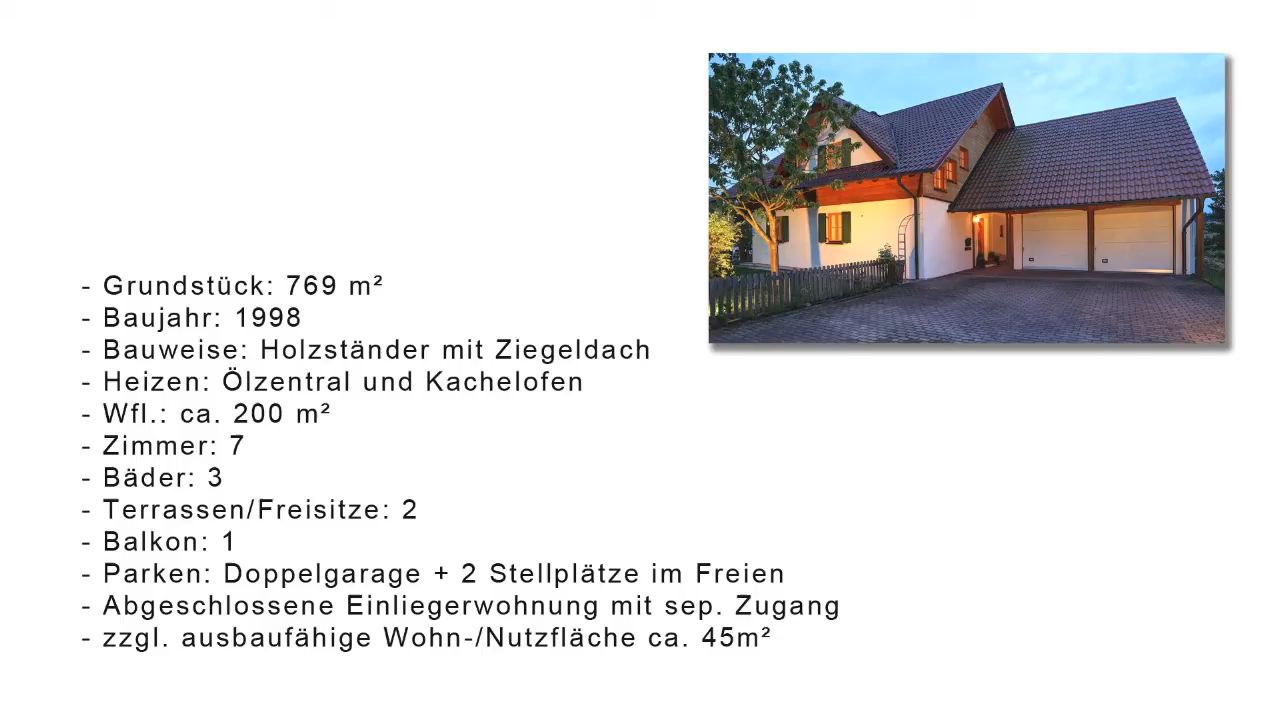 - Grundstück: 769 m²
- Baujahr: 1998
- Bauweise: Holzständer mit Ziegeldach
- Heizen: Ölzentral und Kachelofen
- Wfl.: ca. 200 m²
- Zimmer: 7
- Bäder: 3
- Terrassen/Freisitze: 2
- Balkon: 1
- Parken: Doppelgarage + 2 Stellplätze im Freien
- Abgeschlossene Einliegerwohnung mit sep. Zugang
- zzgl. ausbaufähige Wohn-/Nutzfläche ca. 45m²